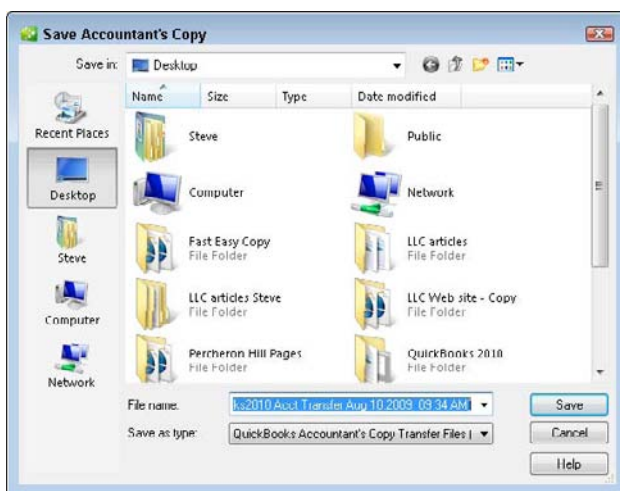 Save Accountant's Copy
Save in:
Desktop
Name
Size
Type
Date modified
Recent Places
Desktop
Steve
Computer
Network
Steve
Public
Computer
Network
Fast Easy Copy
File Folder
LLC articles
File Folder
LLC articles Steve
File Folder
LLC Web site - Copy
File Folder
Percheron Hill Pages
File Folder
QuickBooks 2010
File Folder
File name:
ks2010 Acct Transfer Aug 10,2009 09 34 AM
Save
Save as type:
QuickBooks Accountant's Copy Transfer Files (
Cancel
Help